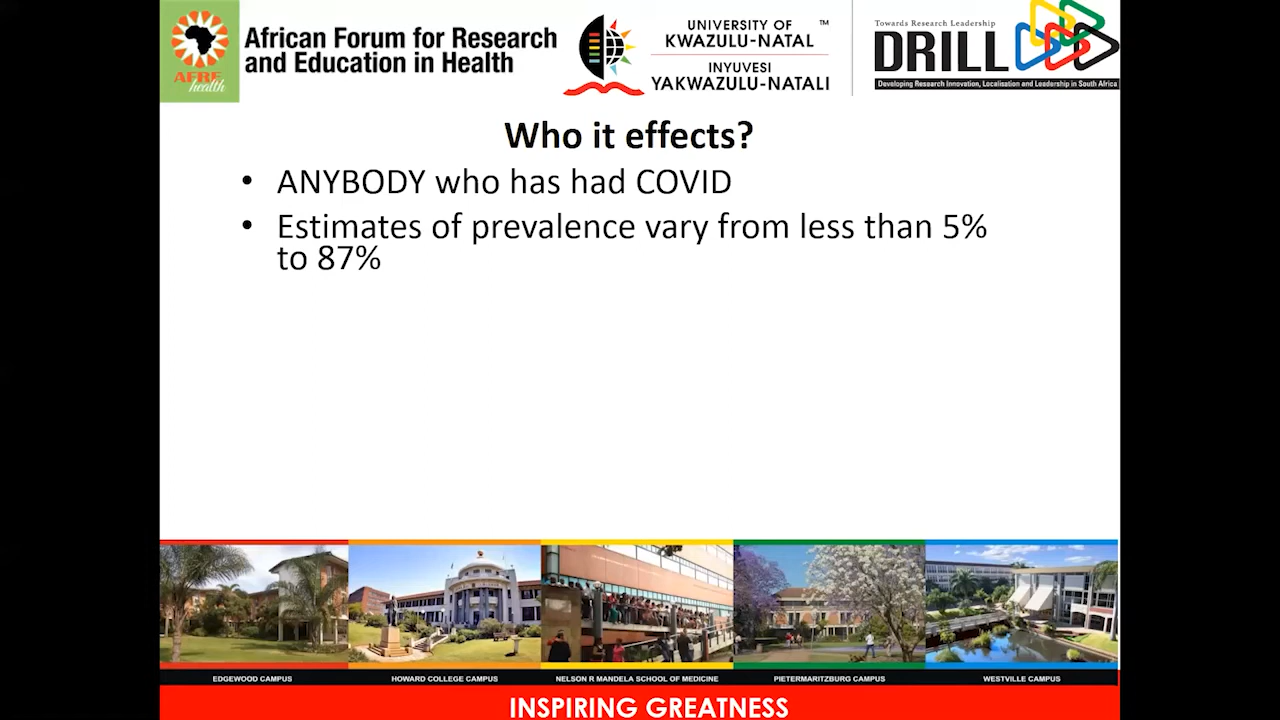 African Forum for Research
and Education in Health
AFRE
health
UNIVERSITY OF
KWAZULU-NATAL
TM
INYUVESI
YAKWAZULU-NATALI
Towards Research Leadership
DRILL
Developing Research Innovation, Localisation and Leadership in South Africa
Who it effects?
• ANYBODY who has had COVID
• Estimates of prevalence vary from less than 5%
to 87%
EDGEWOOD CAMPUS
HOWARD COLLEGE CAMPUS
NELSON R MANDELA SCHOOL OF MEDICINE
PIETERMARITZBURG CAMPUS
WESTVILLE CAMPUS
INSPIRING GREATNESS